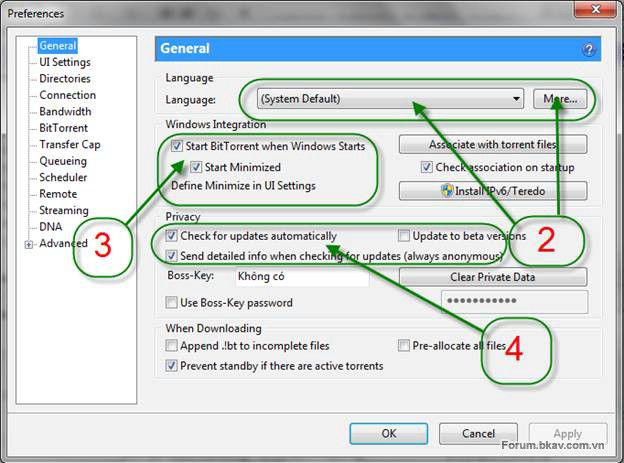 Preferences
General
UI Settings
Directories
Connection
Bandwidth
BitTorrent
Transfer Cap
Queueing
Scheduler
Remote
Streaming
DNA
Advanced
General
Language
Language:
(System Default)
More...
Windows Integration
Start BitTorrent when Windows Starts
Associate with torrent files
Start Minimized
Check association on startup
Define Minimize in UI Settings
Install IPv6/Teredo
Privacy
Check for updates automatically
Update to beta versions
Send detailed info when checking for updates (always anonymous)
Boss-Key:
Không có
Clear Private Data
Use Boss-Key password
When Downloading
Append .!bt to incomplete files
Pre-allocate all files
Prevent standby if there are active torrents
2
3
4
OK
Cancel
Apply
Forum.bkav.com.vn